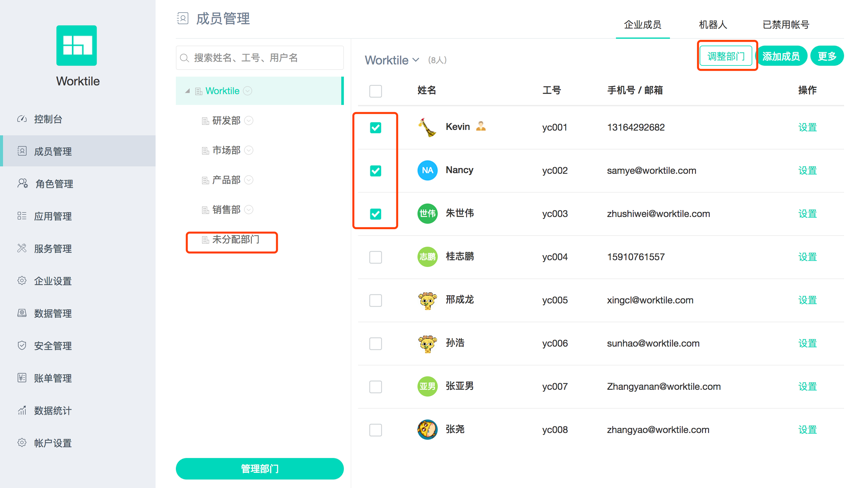 Worktile
控制台
成员管理
角色管理
应用管理
服务管理
企业设置
数据管理
安全管理
账单管理
数据统计
帐户设置
成员管理
企业成员
机器人
已禁用帐号
搜索姓名、工号、用户名
Worktile
研发部
市场部
产品部
销售部
未分配部门
管理部门
Worktile (8人)
调整部门
添加成员
更多
姓名 工号 手机号 / 邮箱 操作
Kevin yc001 13164292682 设置
NA Nancy yc002 samye@worktile.com 设置
世伟 朱世伟 yc003 zhushiwei@worktile.com 设置
志鹏 桂志鹏 yc004 15910761557 设置
邢成龙 yc005 xingcl@worktile.com 设置
孙浩 yc006 sunhao@worktile.com 设置
亚男 张亚男 yc007 Zhangyanan@worktile.com 设置
张尧 yc008 zhangyao@worktile.com 设置